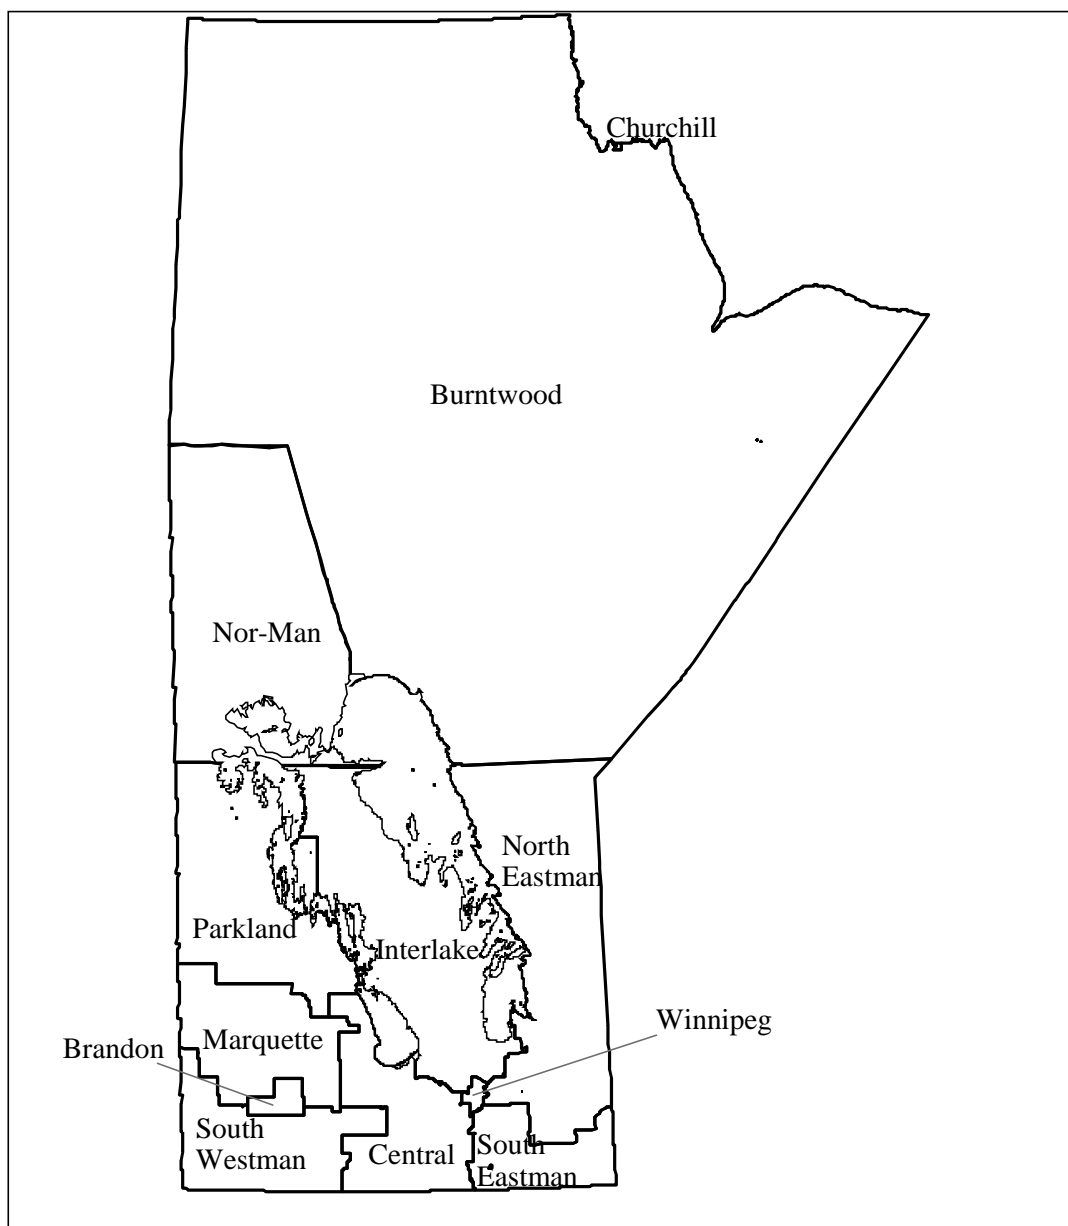 Churchill
Burntwood
Nor-Man
North
Eastman
Parkland
Interlake
Winnipeg
Marquette
Brandon
South
Westman
Central
South
Eastman